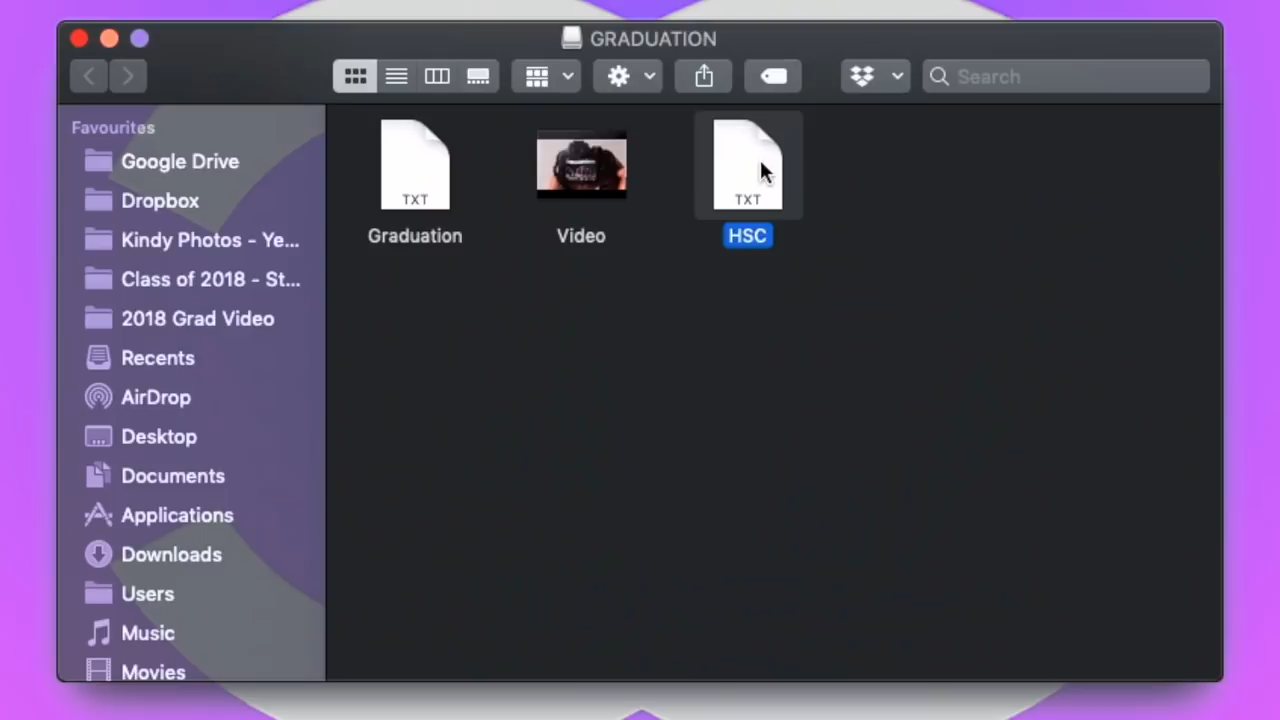 GRADUATION
Search
Favourites
Google Drive
Dropbox
Kindy Photos - Ye...
Class of 2018 - St...
2018 Grad Video
Recents
AirDrop
Desktop
Documents
Applications
Downloads
Users
Music
Movies
TXT
TXT
Graduation
Video
HSC